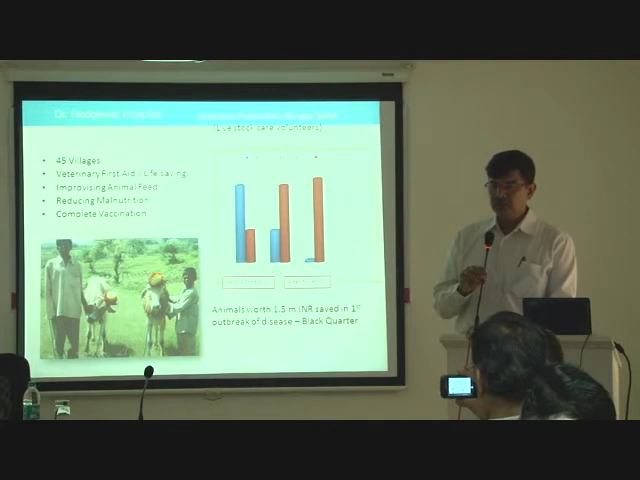 Dr. Hedgewar Hospital
(Live stock care volunteers)
• 45 Villages
• Veterinary First Aid / Life saving.
• Improvising Animal Feed
• Reducing Malnutrition
• Complete Vaccination
Animals worth 1.5 m INR saved in 1st
outbreak of disease – Black Quarter